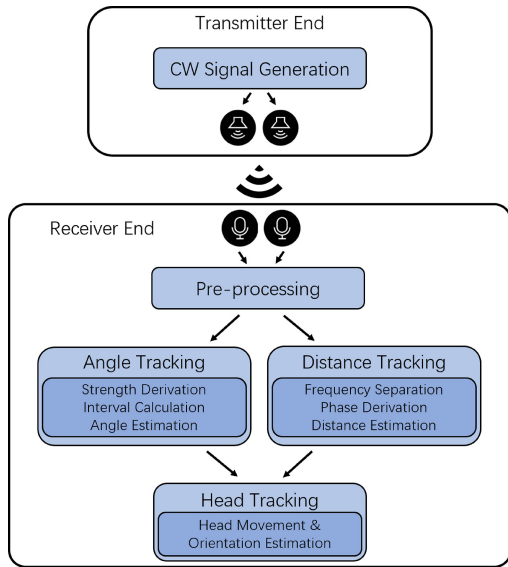 Transmitter End
CW Signal Generation
Receiver End
Pre-processing
Angle Tracking
Strength Derivation
Interval Calculation
Angle Estimation
Distance Tracking
Frequency Separation
Phase Derivation
Distance Estimation
Head Tracking
Head Movement &
Orientation Estimation